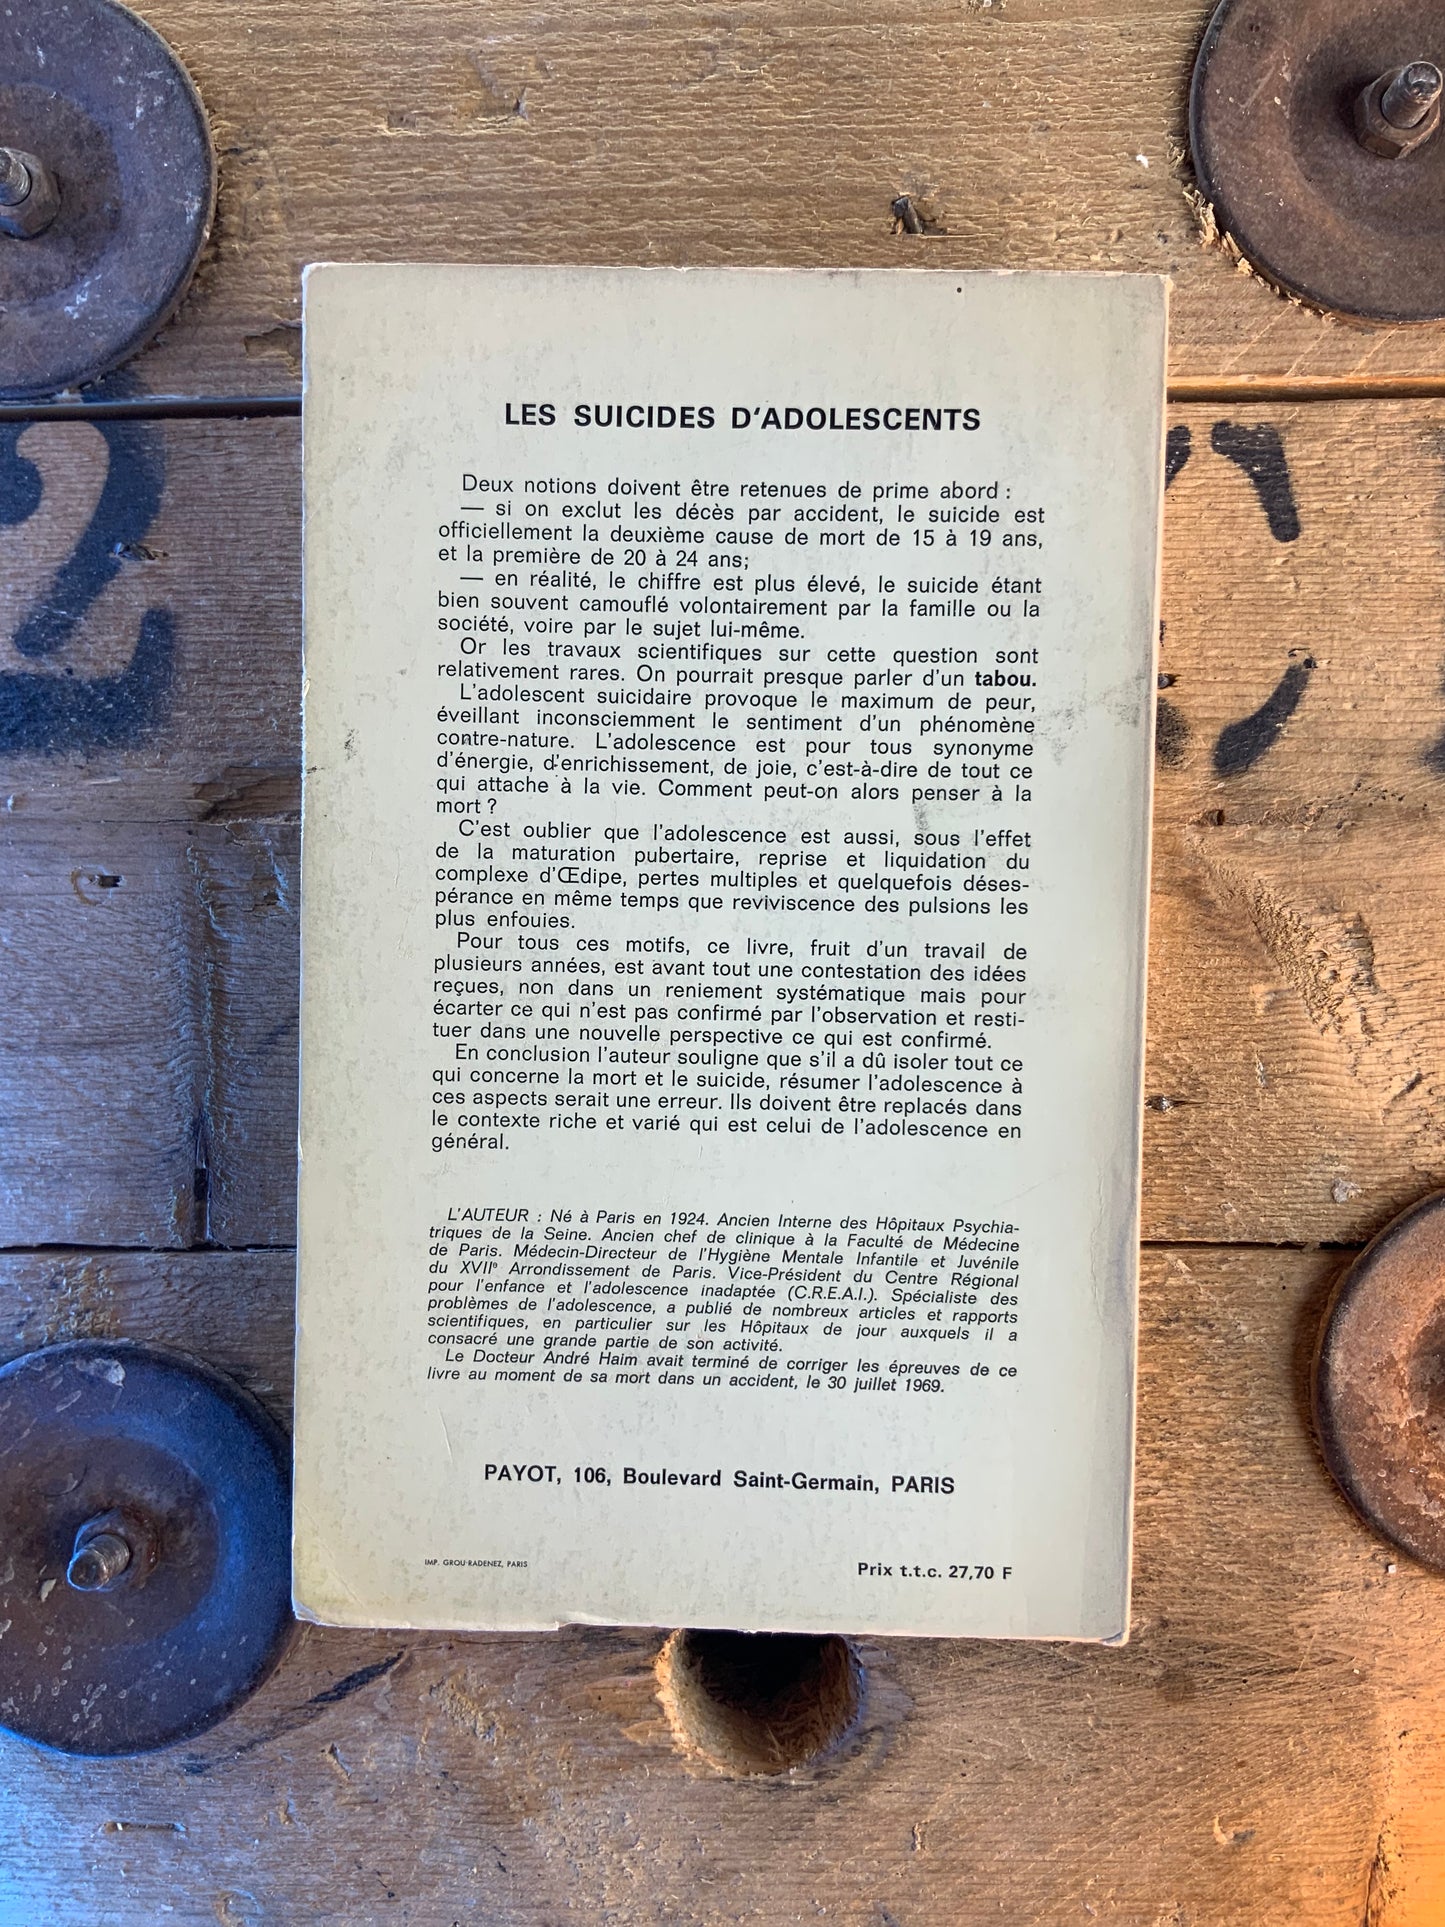 LES SUICIDES D'ADOLESCENTS
Deux notions doivent être retenues de prime abord :
— si on exclut les décès par accident, le suicide est
officiellement la deuxième cause de mort de 15 à 19 ans,
et la première de 20 à 24 ans;
— en réalité, le chiffre est plus élevé, le suicide étant
bien souvent camouflé volontairement par la famille ou la
société, voire par le sujet lui-même.
Or les travaux scientifiques sur cette question sont
relativement rares. On pourrait presque parler d'un tabou.
L'adolescent suicidaire provoque le maximum de peur,
éveillant inconsciemment le sentiment d'un phénomène
contre-nature. L'adolescence est pour tous synonyme
d'énergie, d'enrichissement, de joie, c'est-à-dire de tout ce
qui attache à la vie. Comment peut-on alors penser à la
mort ?
C'est oublier que l'adolescence est aussi, sous l'effet
de la maturation pubertaire, reprise et liquidation du
complexe d'Œdipe, pertes multiples et quelquefois déses-
pérance en même temps que reviviscence des pulsions les
plus enfouies.
Pour tous ces motifs, ce livre, fruit d'un travail de
plusieurs années, est avant tout une contestation des idées
reçues, non dans un reniement systématique mais pour
écarter ce qui n'est pas confirmé par l'observation et resti-
tuer dans une nouvelle perspective ce qui est confirmé.
En conclusion l'auteur souligne que s'il a dû isoler tout ce
qui concerne la mort et le suicide, résumer l'adolescence à
ces aspects serait une erreur. Ils doivent être replacés dans
le contexte riche et varié qui est celui de l'adolescence en
général.
L'AUTEUR : Né à Paris en 1924. Ancien Interne des Hôpitaux Psychia-
triques de la Seine. Ancien chef de clinique à la Faculté de Médecine
de Paris. Médecin-Directeur de l'Hygiène Mentale Infantile et Juvénile
du XVIIe Arrondissement de Paris. Vice-Président du Centre Régional
pour l'enfance et l'adolescence inadaptée (C.R.E.A.I.). Spécialiste des
problèmes de l'adolescence, a publié de nombreux articles et rapports
scientifiques, en particulier sur les Hôpitaux de jour auxquels il a
consacré une grande partie de son activité.
Le Docteur André Haim avait terminé de corriger les épreuves de ce
livre au moment de sa mort dans un accident, le 30 juillet 1969.
PAYOT, 106, Boulevard Saint-Germain, PARIS
IMP. GROU-RADENEZ, PARIS
Prix t.t.c. 27,70 F
2